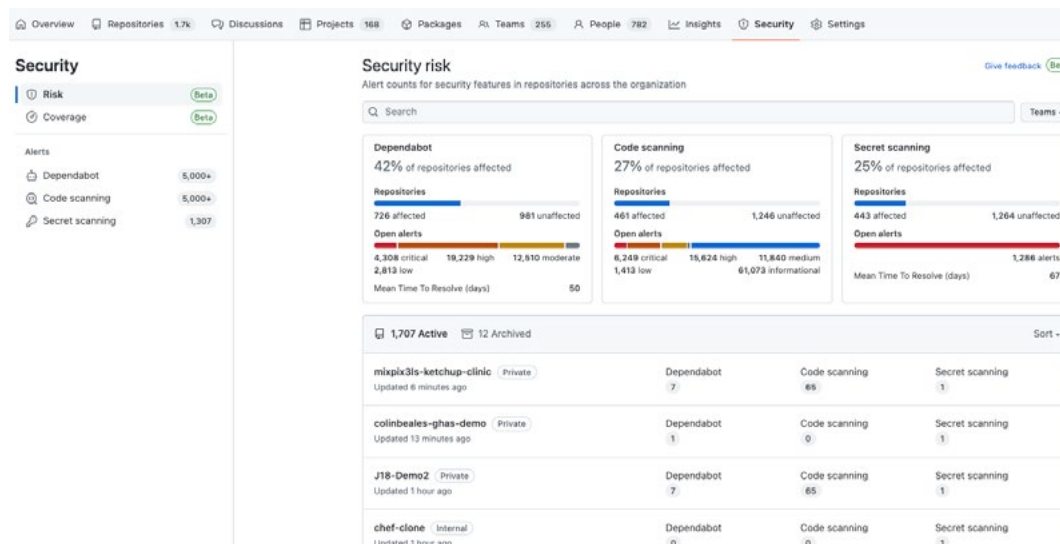 Overview Repositories 1.7k Discussions Projects 168 Packages Teams 255 People 782 Insights Security Settings
Security
Risk Beta
Coverage Beta
Alerts
Dependabot 5,000+
Code scanning 5,000+
Secret scanning 1,307
Security risk
Give feedback Be
Alert counts for security features in repositories across the organization
Search
Teams
Dependabot
42% of repositories affected
Repositories
726 affected 981 unaffected
Open alerts
4,308 critical 19,229 high 12,510 moderate
2,813 low
Mean Time To Resolve (days) 50
Code scanning
27% of repositories affected
Repositories
461 affected 1,246 unaffected
Open alerts
6,249 critical 15,624 high 11,840 medium
1,413 low 61,073 informational
Secret scanning
25% of repositories affected
Repositories
443 affected 1,264 unaffected
Open alerts
1,286 alerts
Mean Time To Resolve (days) 67
1,707 Active 12 Archived Sort
mixpix3ls-ketchup-clinic Private Dependabot Code scanning Secret scanning
Updated 6 minutes ago 7 65 1
colinbeales-ghas-demo Private Dependabot Code scanning Secret scanning
Updated 13 minutes ago 1 0 1
J18-Demo2 Private Dependabot Code scanning Secret scanning
Updated 1 hour ago 7 65 1
chef-clone Internal Dependabot Code scanning Secret scanning
Updated 1 hour ago 0 0 1